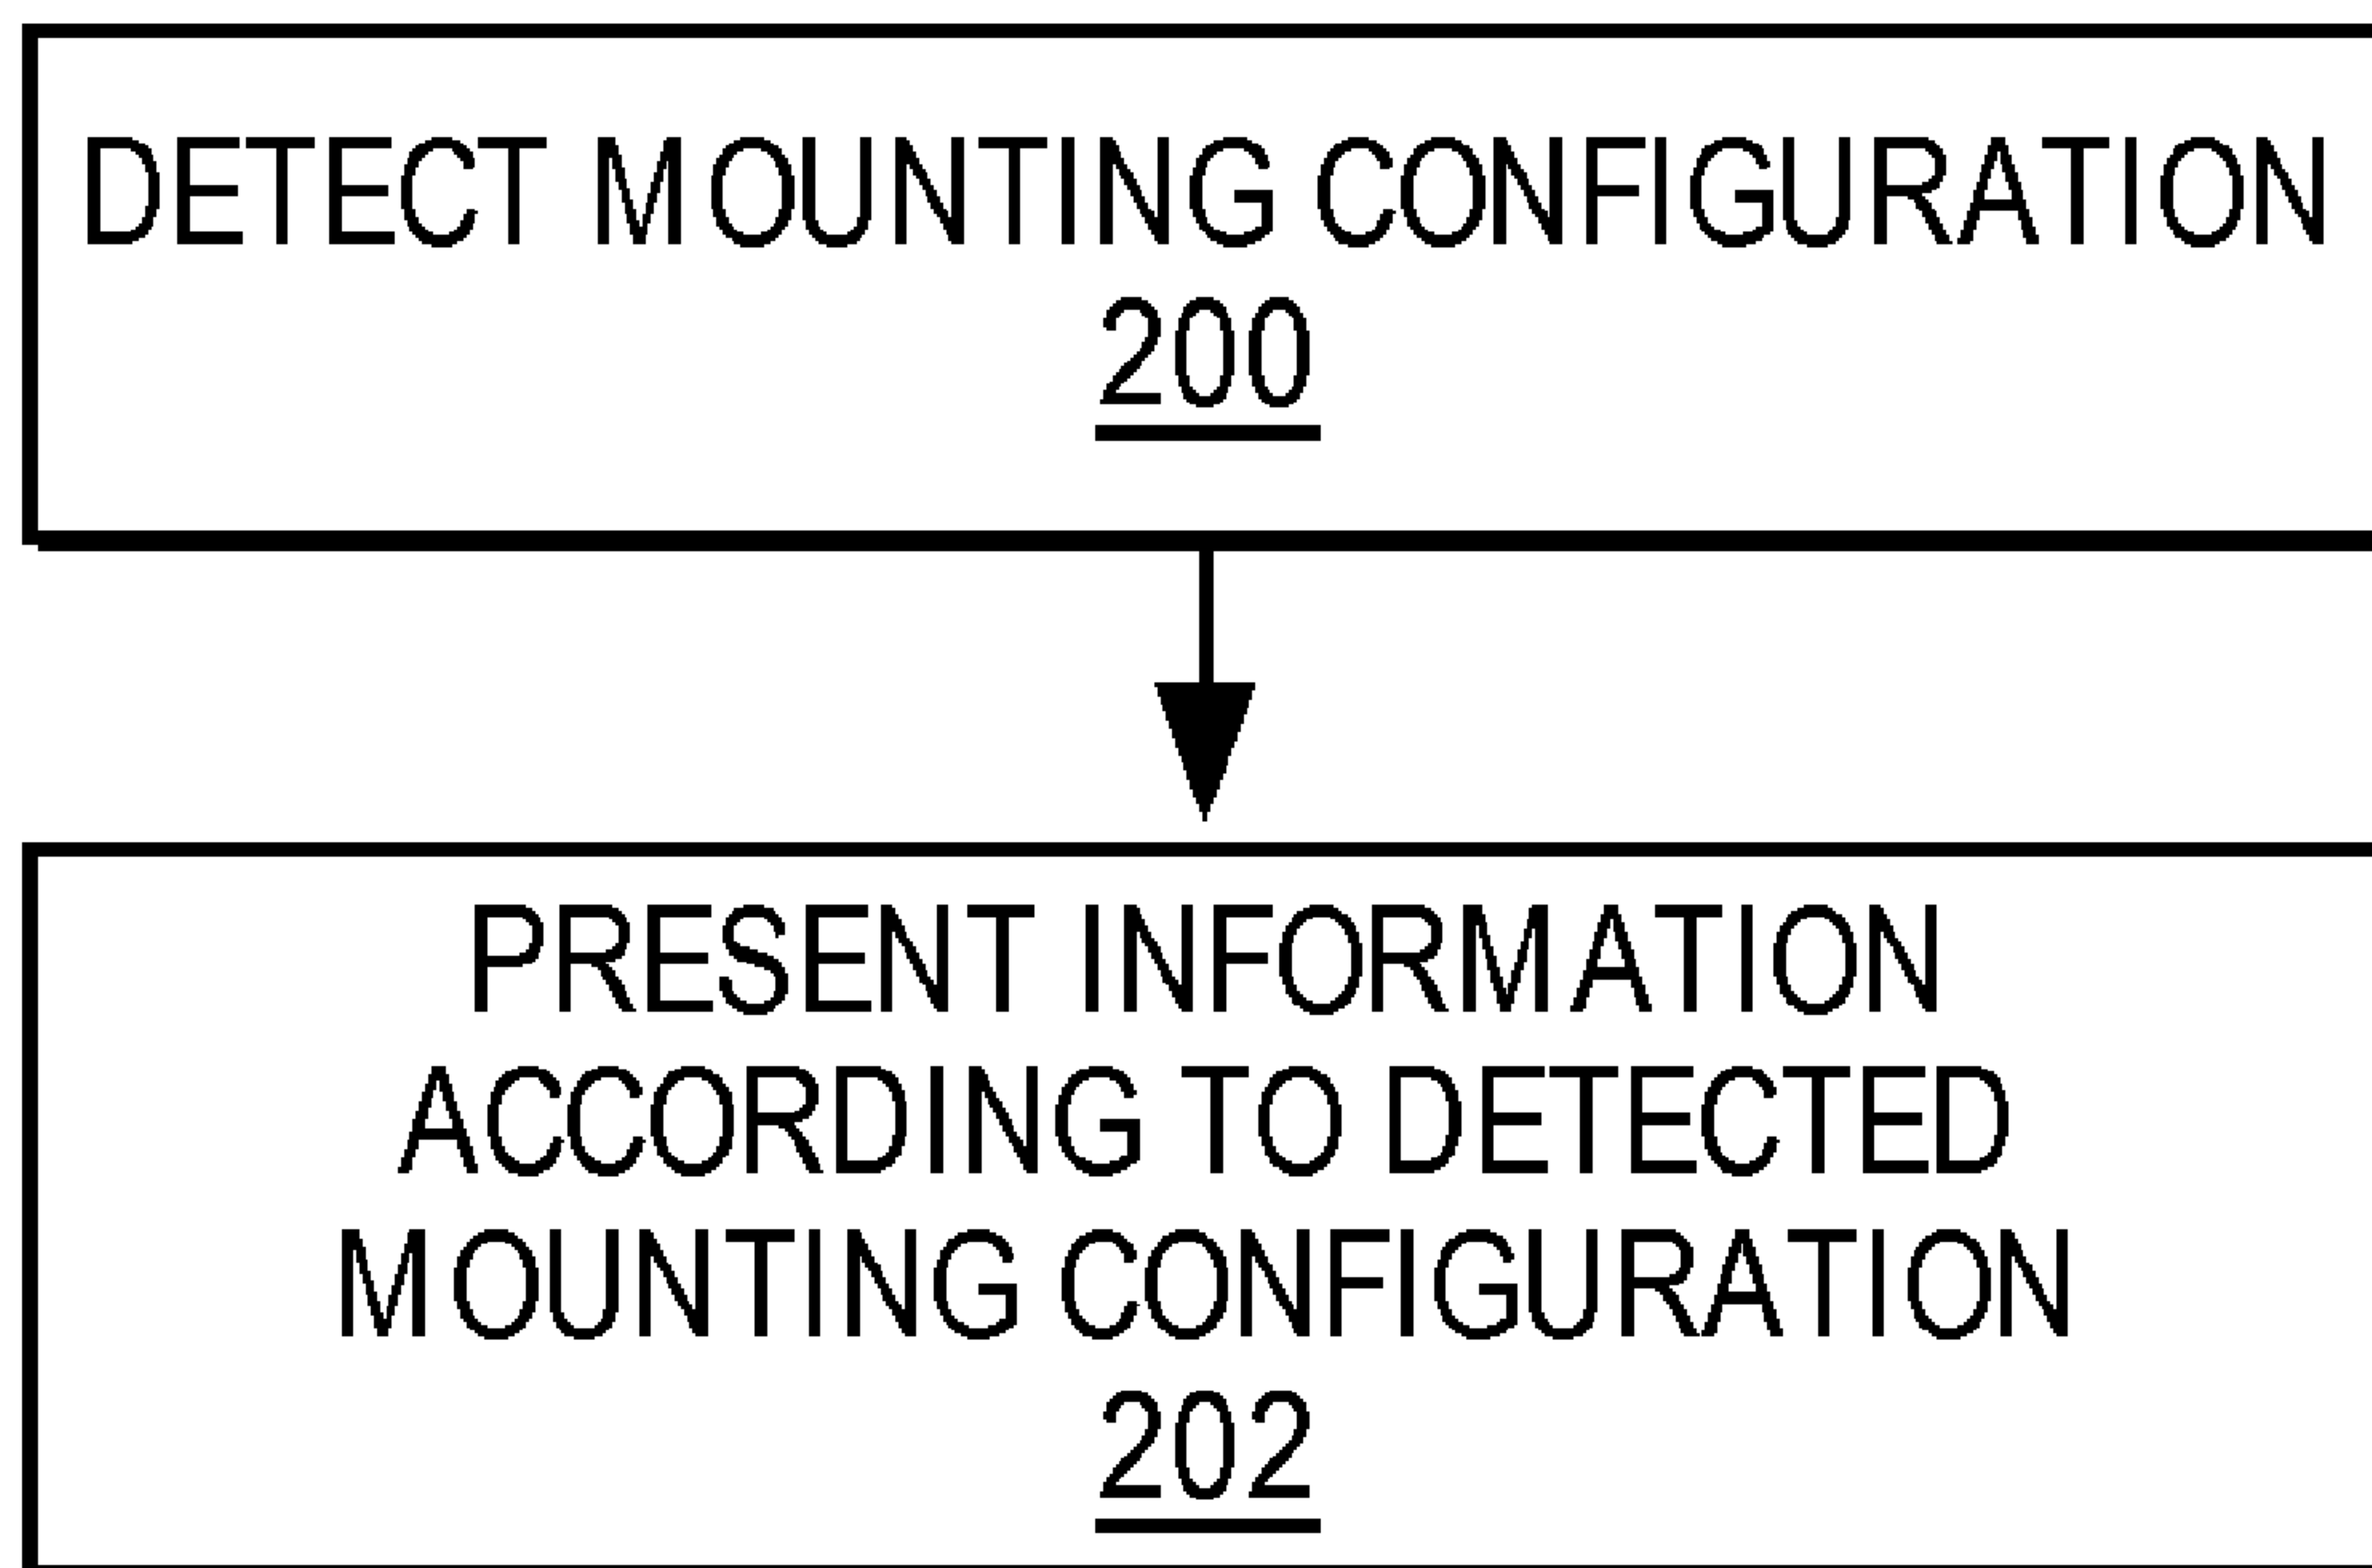 DETECT MOUNTING CONFIGURATION
200
PRESENT INFORMATION
ACCORDING TO DETECTED
MOUNTING CONFIGURATION
202